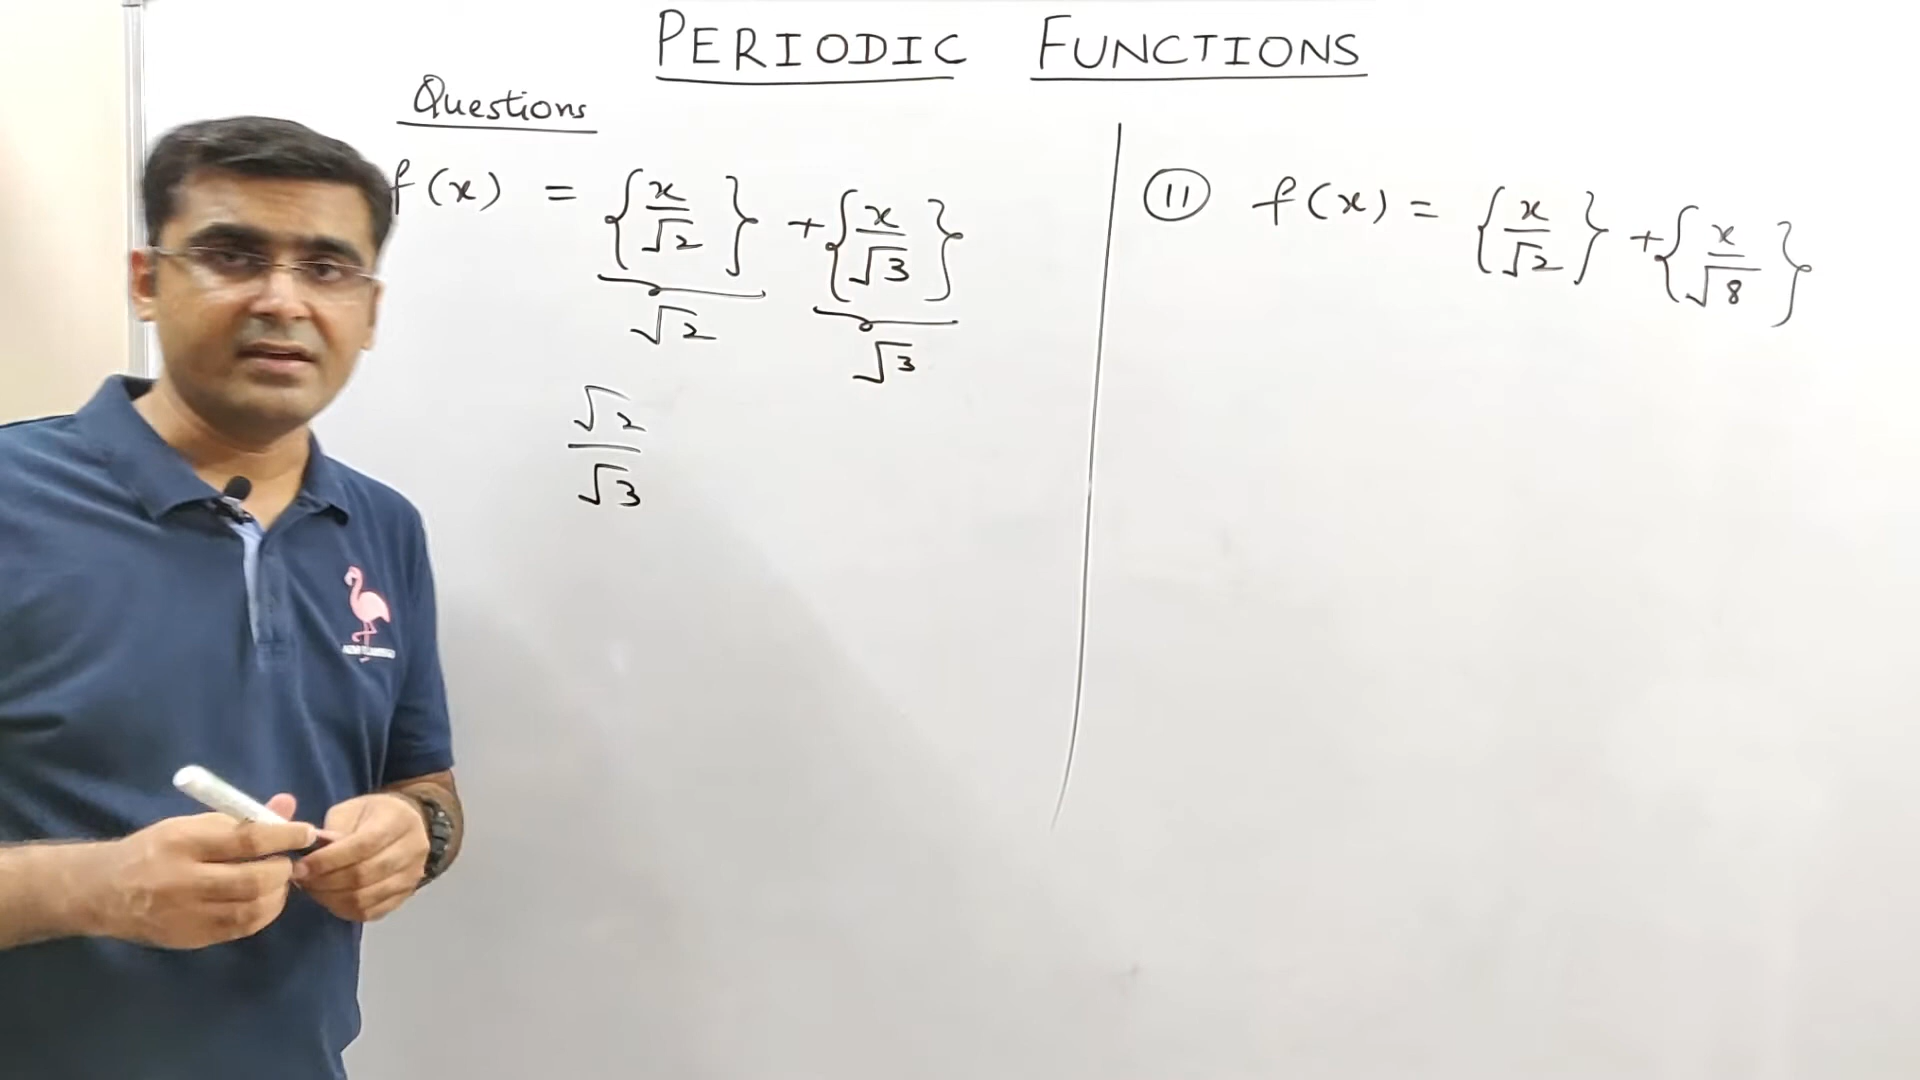 PERIODIC FUNCTIONS
Questions
f(x) = {x/√2} + {x/√3}
√2
√3
√2/√3
⑪ f(x) = {x/√2} + {x/√8}